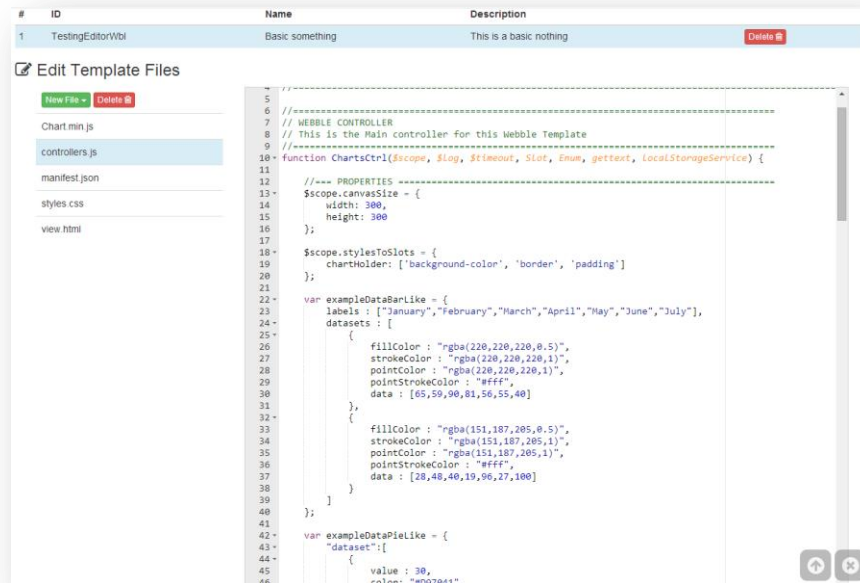 # ID Name Description
1 TestingEditorWbl Basic something This is a basic nothing Delete
Edit Template Files
New File Delete
Chart.min.js
controllers.js
manifest.json
styles.css
view.html
5
6 //===========================================================================
7 // WEBBLE CONTROLLER
8 // This is the Main controller for this Webble Template
9 //===========================================================================
10 function ChartsCtrl($scope, $log, $timeout, Slot, Enum, gettext, localStorageService) {
11
12 //=== PROPERTIES ================================================================
13 $scope.canvasSize = {
14 width: 300,
15 height: 300
16 };
17
18 $scope.stylesToSlots = {
19 chartHolder: ['background-color', 'border', 'padding']
20 };
21
22 var exampleDataBarLike = {
23 labels : ["January","February","March","April","May","June","July"],
24 datasets : [
25 {
26 fillColor : "rgba(220,220,220,0.5)",
27 strokeColor : "rgba(220,220,220,1)",
28 pointColor : "rgba(220,220,220,1)",
29 pointStrokeColor : "#fff",
30 data : [65,59,90,81,56,55,40]
31 },
32 {
33 fillColor : "rgba(151,187,205,0.5)",
34 strokeColor : "rgba(151,187,205,1)",
35 pointColor : "rgba(151,187,205,1)",
36 pointStrokeColor : "#fff",
37 data : [28,48,40,19,96,27,100]
38 }
39 ]
40 };
41
42 var exampleDataPieLike = {
43 "dataset":[
44 {
45 value : 30,
46 color: "#D97041"